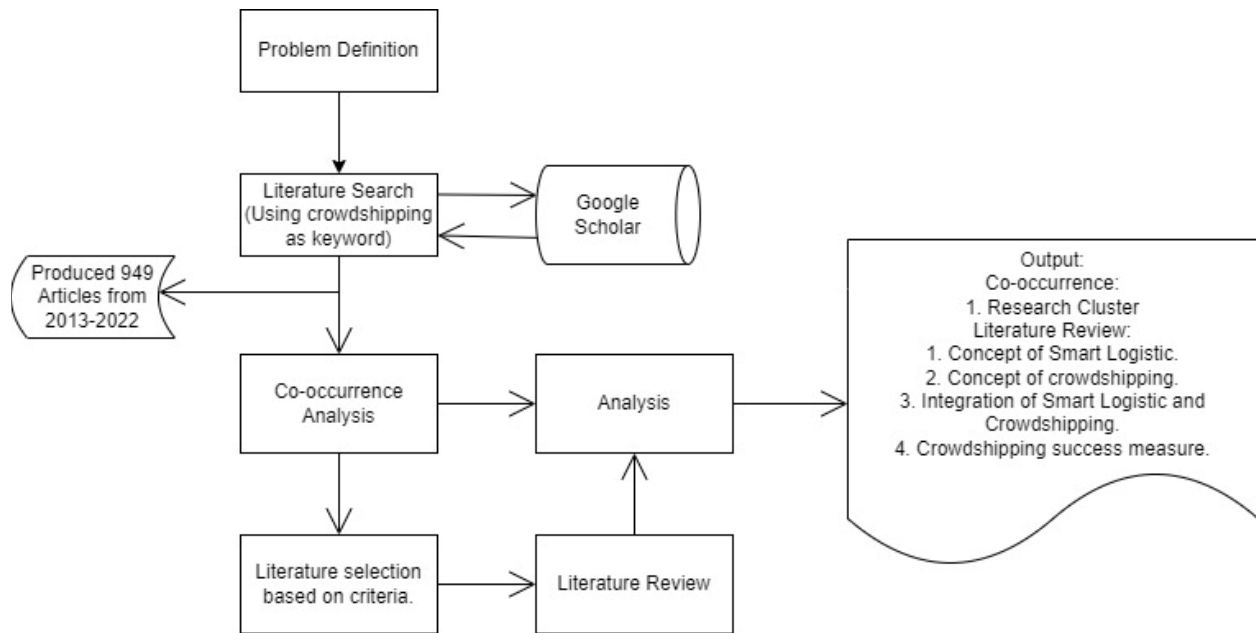 Problem Definition
Literature Search
(Using crowdshipping
as keyword)
Google
Scholar
Produced 949
Articles from
2013-2022
Co-occurrence
Analysis
Analysis
Literature selection
based on criteria.
Literature Review
Output:
Co-occurrence:
1. Research Cluster
Literature Review:
1. Concept of Smart Logistic.
2. Concept of crowdshipping.
3. Integration of Smart Logistic and
Crowdshipping.
4. Crowdshipping success measure.